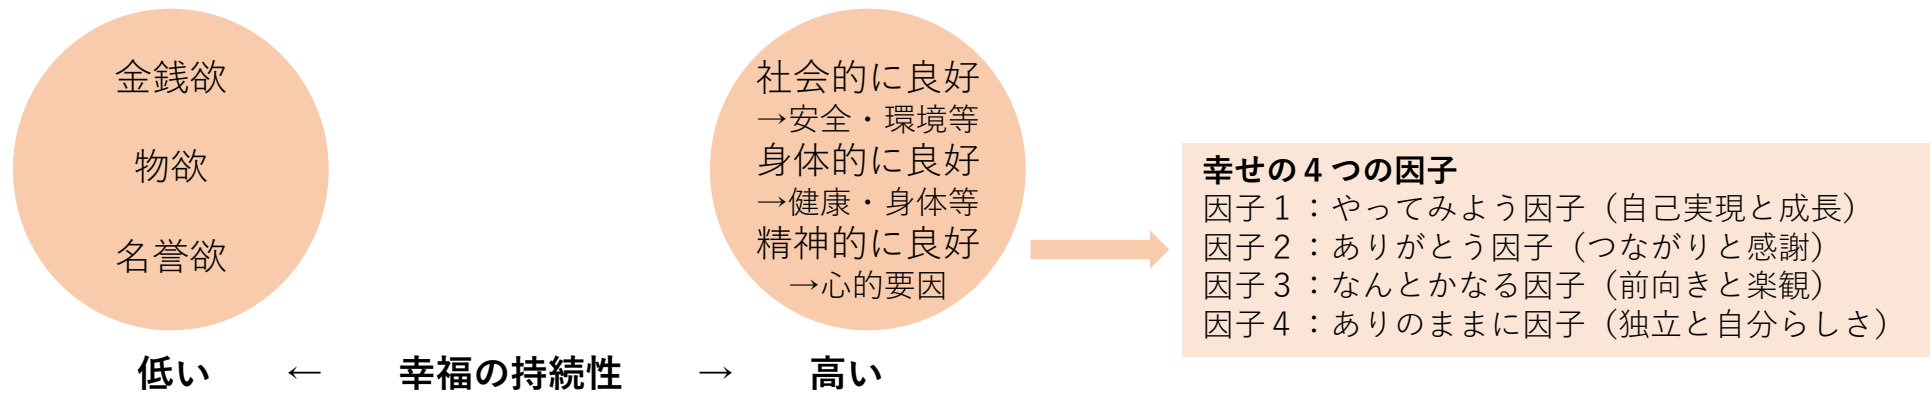 金銭欲
物欲
名誉欲
社会的に良好
→安全・環境等
身体的に良好
→健康・身体等
精神的に良好
→心的要因
幸せの4つの因子
因子1：やってみよう因子（自己実現と成長）
因子2：ありがとう因子（つながりと感謝）
因子3：なんとかなる因子（前向きと楽観）
因子4：ありのままに因子（独立と自分らしさ）
低い ← 幸福の持続性 → 高い